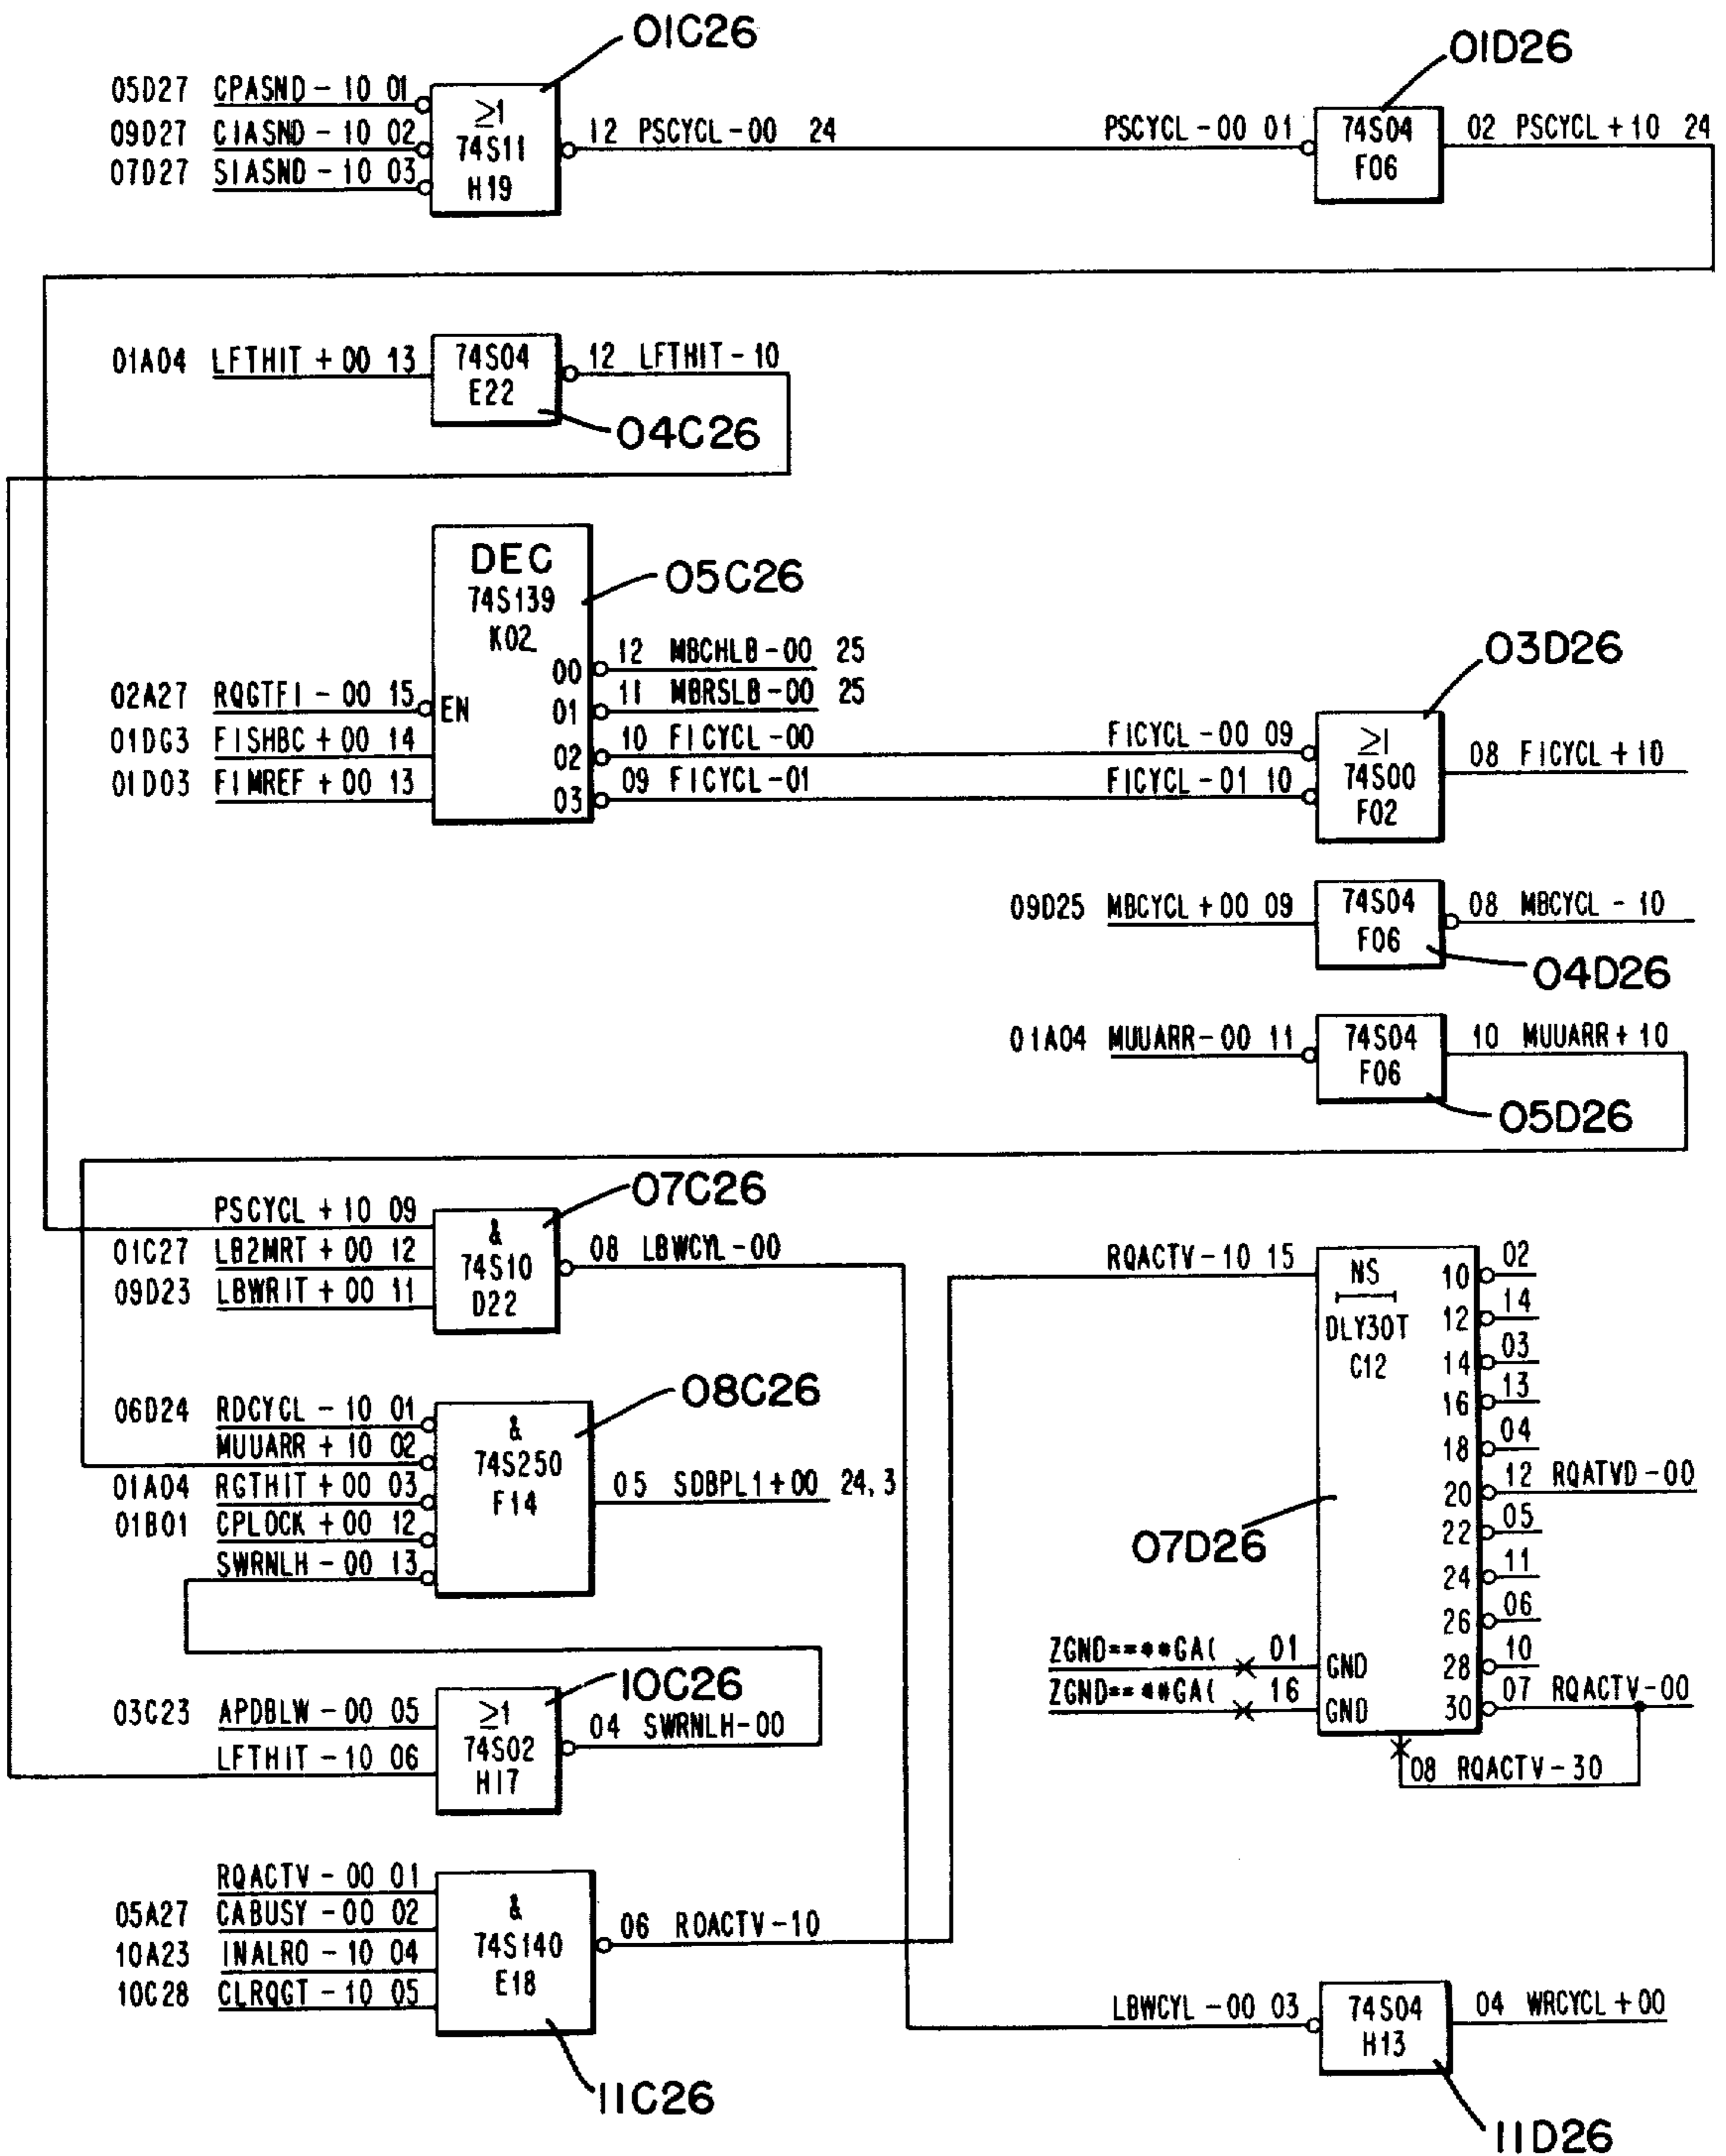 01C26
01D26
05D27 CPASND - 10 01
09D27 CIASND - 10 02
07D27 SIASND - 10 03
≥1
74S11
H19
12 PSCYCL - 00 24
PSCYCL - 00 01
74S04
F06
02 PSCYCL + 10 24
01A04 LFTHIT + 00 13
74S04
E22
12 LFTHIT - 10
04C26
DEC
74S139
K02
05C26
02A27 RQGTFI - 00 15
EN
01DG3 FISHBC + 00 14
01D03 FIMREF + 00 13
00 12 MBCHLB - 00 25
01 11 MBRSLB - 00 25
02 10 FICYCL - 00
03 09 FICYCL - 01
03D26
FICYCL - 00 09
FICYCL - 01 10
≥1
74S00
F02
08 FICYCL + 10
09D25 MBCYCL + 00 09
74S04
F06
08 MBCYCL - 10
04D26
01A04 MUUARR - 00 11
74S04
F06
10 MUUARR + 10
05D26
07C26
PSCYCL + 10 09
01C27 LB2MRT + 00 12
09D23 LBWRIT + 00 11
&
74S10
D22
08 LBWCYL - 00
08C26
06D24 RDCYCL - 10 01
MUUARR + 10 02
01A04 RGTHIT + 00 03
01B01 CPLOCK + 00 12
SWRNLH - 00 13
&
74S250
F14
05 SDBPL1 + 00 24, 3
RQACTV - 10 15
NS
DLY30T
C12
10 02
12 14
14 03
16 13
18 04
20 12 RQATVD - 00
22 05
24 11
26 06
28 10
30 07 RQACTV - 00
07D26
ZGND==**GA( 01 GND
ZGND==**GA( 16 GND
08 RQACTV - 30
10C26
03C23 APDBLW - 00 05
LFTHIT - 10 06
≥1
74S02
H17
04 SWRNLH - 00
RQACTV - 00 01
05A27 CABUSY - 00 02
10A23 INALRO - 10 04
10C28 CLRQGT - 10 05
&
74S140
E18
06 ROACTV - 10
11C26
LBWCYL - 00 03
74S04
H13
04 WRCYCL + 00
11D26